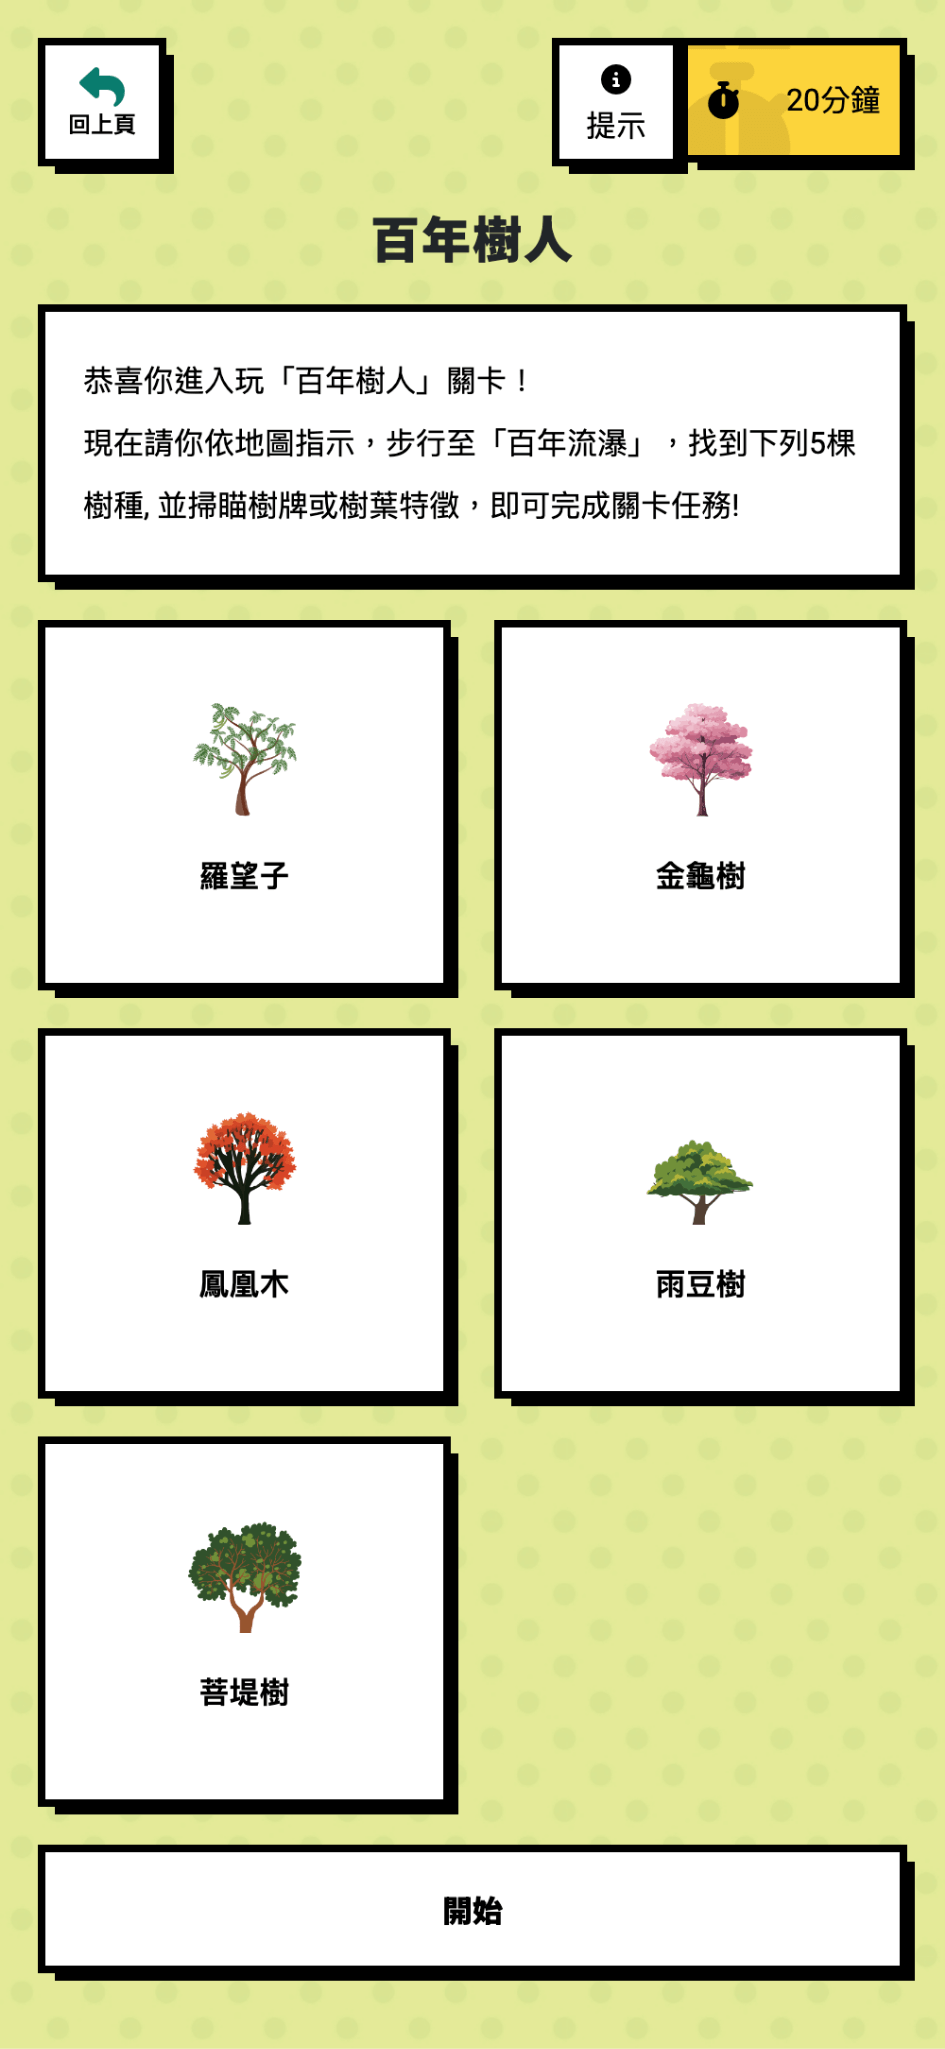 回上頁
提示
20分鐘
百年樹人
恭喜你進入玩「百年樹人」關卡！
現在請你依地圖指示，步行至「百年流瀑」，找到下列5棵
樹種, 並掃瞄樹牌或樹葉特徵，即可完成關卡任務!
羅望子
金龜樹
鳳凰木
雨豆樹
菩堤樹
開始